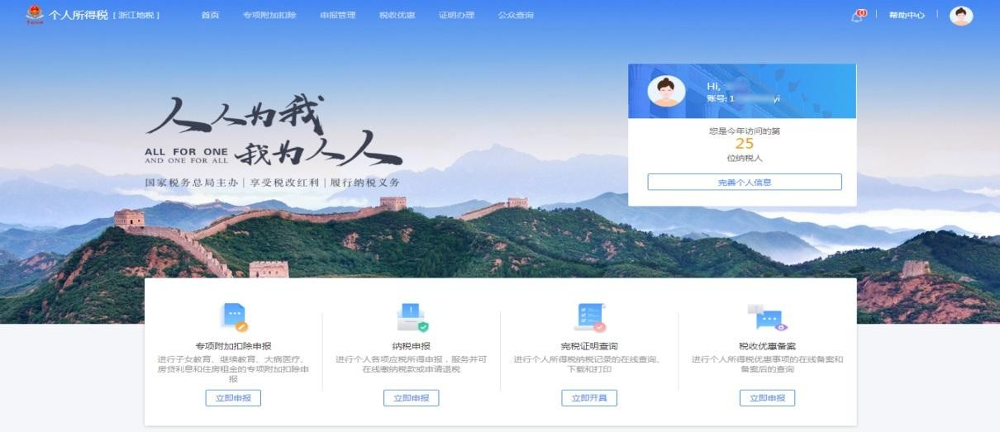 个人所得税 [ 浙江地税 ] 首页 专项附加扣除 申报管理 税收优惠 证明办理 公众查询 0 帮助中心
人人为我
ALL FOR ONE
AND ONE FOR ALL
我为人人
国家税务总局主办 | 享受税改红利 | 履行纳税义务
Hi,
账号: 1 yi
您是今年访问的第
25
位纳税人
完善个人信息
专项附加扣除申报
进行子女教育、继续教育、大病医疗、
房贷利息和住房租金的专项附加扣除申
报
立即申报
纳税申报
进行个人各项应税所得申报，服务并可
在线缴纳税款或申请退税
立即申报
完税证明查询
进行个人所得税纳税记录的在线查询、
下载和打印
立即开具
税收优惠备案
进行个人所得税优惠事项的在线备案和
备案后的查询
立即申报